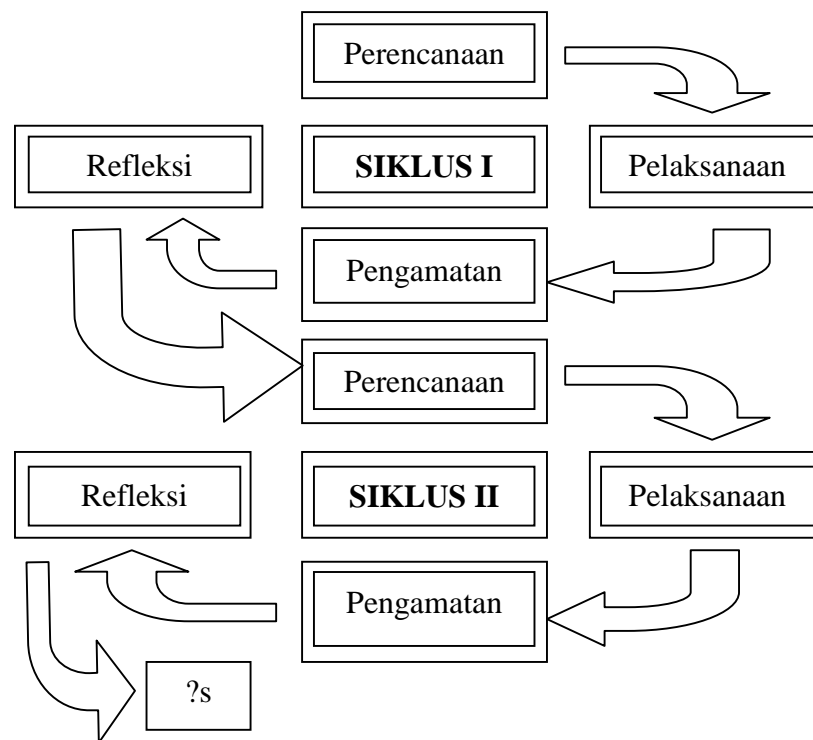 Perencanaan
Refleksi
SIKLUS I
Pelaksanaan
Pengamatan
Perencanaan
Refleksi
SIKLUS II
Pelaksanaan
Pengamatan
?s